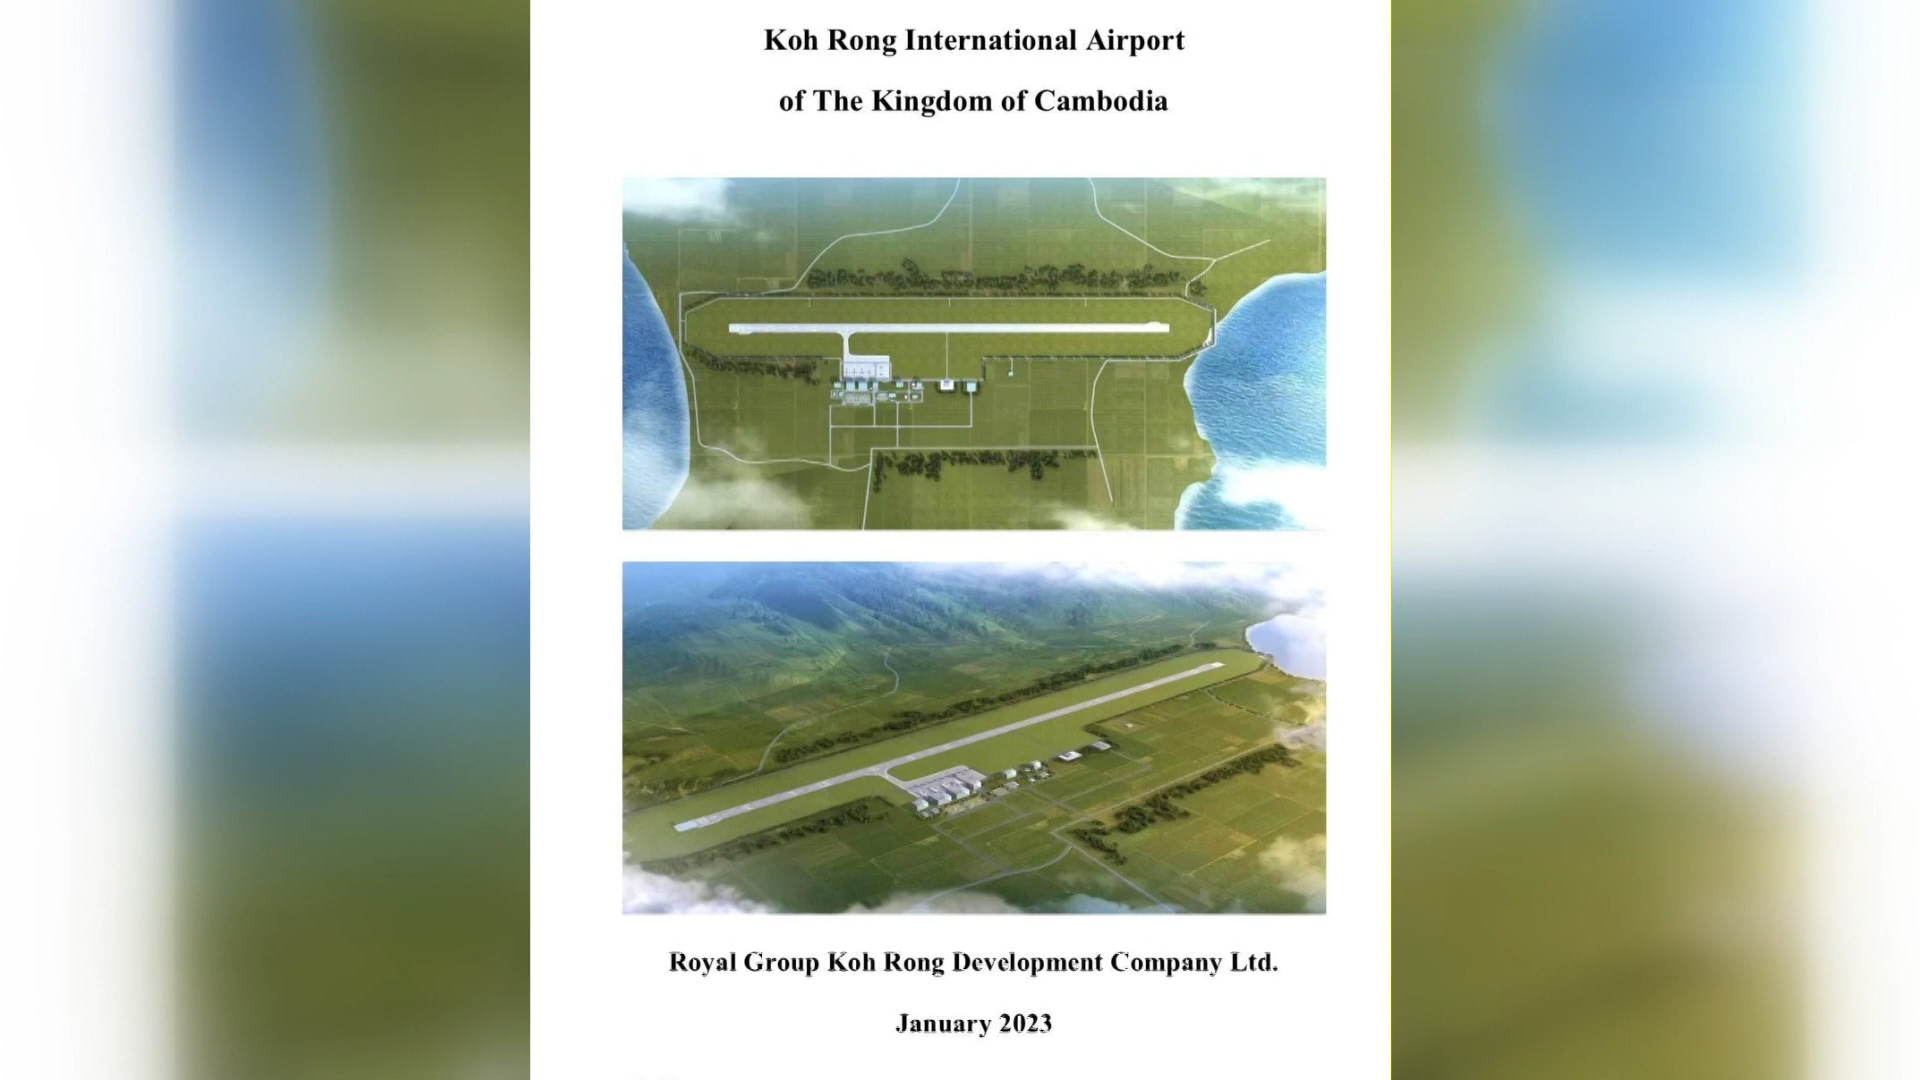 Koh Rong International Airport
of The Kingdom of Cambodia
Royal Group Koh Rong Development Company Ltd.
January 2023